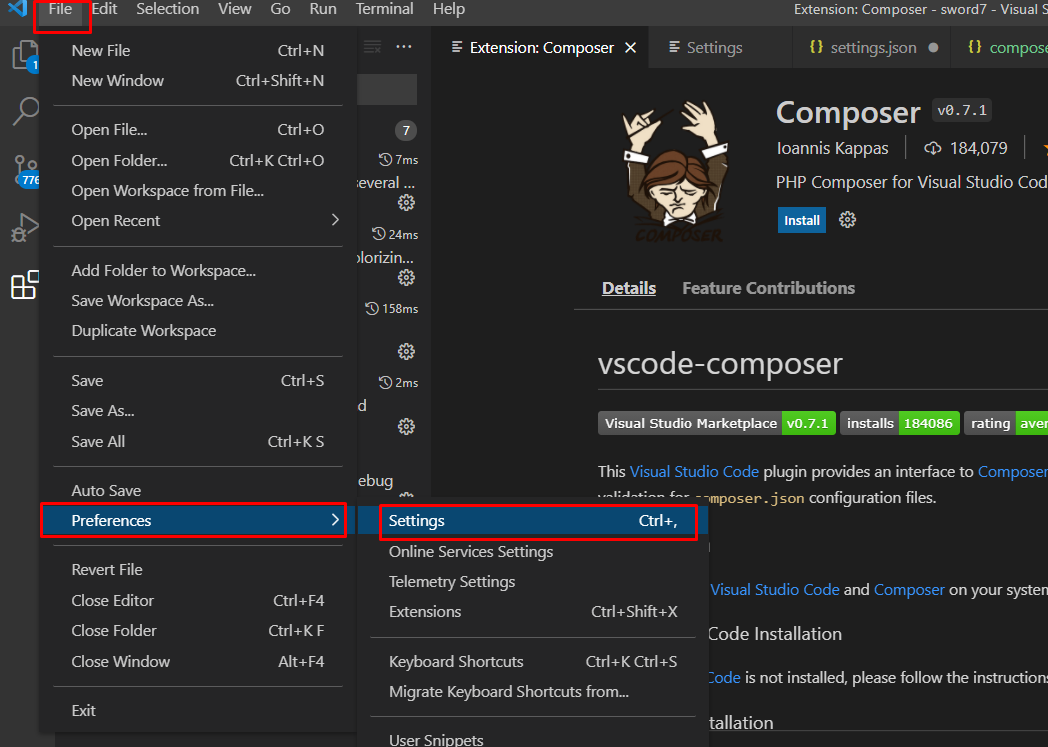 File Edit Selection View Go Run Terminal Help Extension: Composer - sword7 - Visual S
Extension: Composer Settings settings.json
New File Ctrl+N
New Window Ctrl+Shift+N
Open File... Ctrl+O
Open Folder... Ctrl+K Ctrl+O
Open Workspace from File...
Open Recent
Add Folder to Workspace...
Save Workspace As...
Duplicate Workspace
Save Ctrl+S
Save As...
Save All Ctrl+K S
Auto Save
Preferences
Revert File
Close Editor Ctrl+F4
Close Folder Ctrl+K F
Close Window Alt+F4
Exit
1
776
7
7ms
several ...
24ms
olorizin...
158ms
2ms
d
ebug
Settings Ctrl+,
Online Services Settings
Telemetry Settings
Extensions Ctrl+Shift+X
Keyboard Shortcuts Ctrl+K Ctrl+S
Migrate Keyboard Shortcuts from...
User Snippets
COMPOSER
Composer v0.7.1
Ioannis Kappas 184,079
PHP Composer for Visual Studio Cod
Install
Details Feature Contributions
vscode-composer
Visual Studio Marketplace v0.7.1 installs 184086 rating aver
This Visual Studio Code plugin provides an interface to Composer
validation for composer.json configuration files.
Visual Studio Code and Composer on your system
Code Installation
Code is not installed, please follow the instructions
tallation